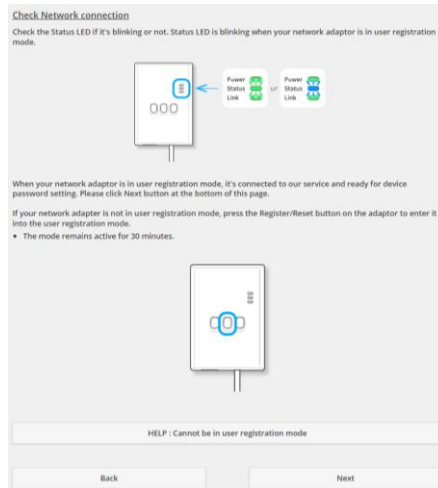 Check Network connection
Check the Status LED if it's blinking or not. Status LED is blinking when your network adaptor is in user registration
mode.
Power
Status
Link
or
Power
Status
Link
When your network adaptor is in user registration mode, it's connected to our service and ready for device
password setting. Please click Next button at the bottom of this page.
If your network adapter is not in user registration mode, press the Register/Reset button on the adaptor to enter it
into the user registration mode.
• The mode remains active for 30 minutes.
HELP : Cannot be in user registration mode
Back
Next